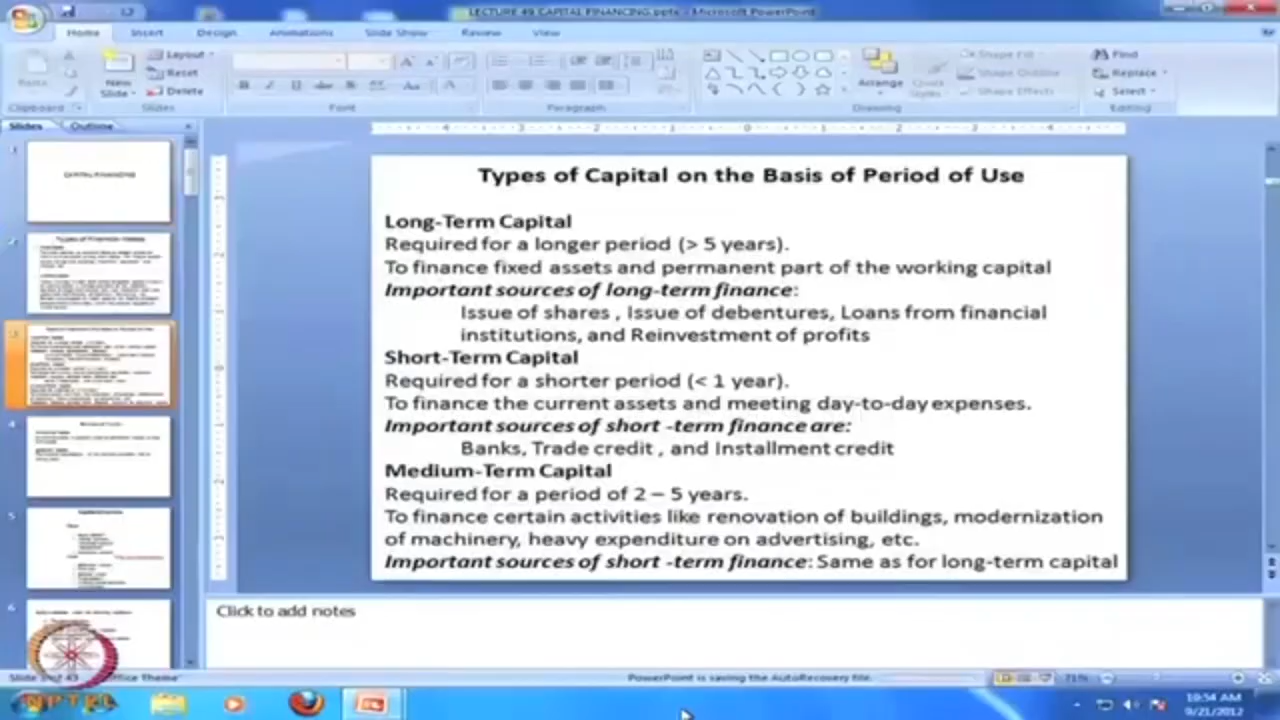 LECTURE 49 CAPITAL FINANCING.pptx - Microsoft PowerPoint
Home Insert Design Animations Slide Show Review View
Paste
New Slide
Layout
Reset
Delete
Arrange
Shape Fill
Shape Outline
Shape Effects
Find
Replace
Select
Clipboard Slides Font Paragraph Drawing Editing
Slides Outline
CAPITAL FINANCING
Types of Capital on the Basis of Period of Use
Long-Term Capital
Required for a longer period (> 5 years).
To finance fixed assets and permanent part of the working capital
Important sources of long-term finance:
Issue of shares , Issue of debentures, Loans from financial
institutions, and Reinvestment of profits
Short-Term Capital
Required for a shorter period (< 1 year).
To finance the current assets and meeting day-to-day expenses.
Important sources of short -term finance are:
Banks, Trade credit , and Installment credit
Medium-Term Capital
Required for a period of 2 – 5 years.
To finance certain activities like renovation of buildings, modernization
of machinery, heavy expenditure on advertising, etc.
Important sources of short -term finance: Same as for long-term capital
Click to add notes
PowerPoint is saving the AutoRecovery file.
71%
NPTEL
10:54 AM
9/21/2012